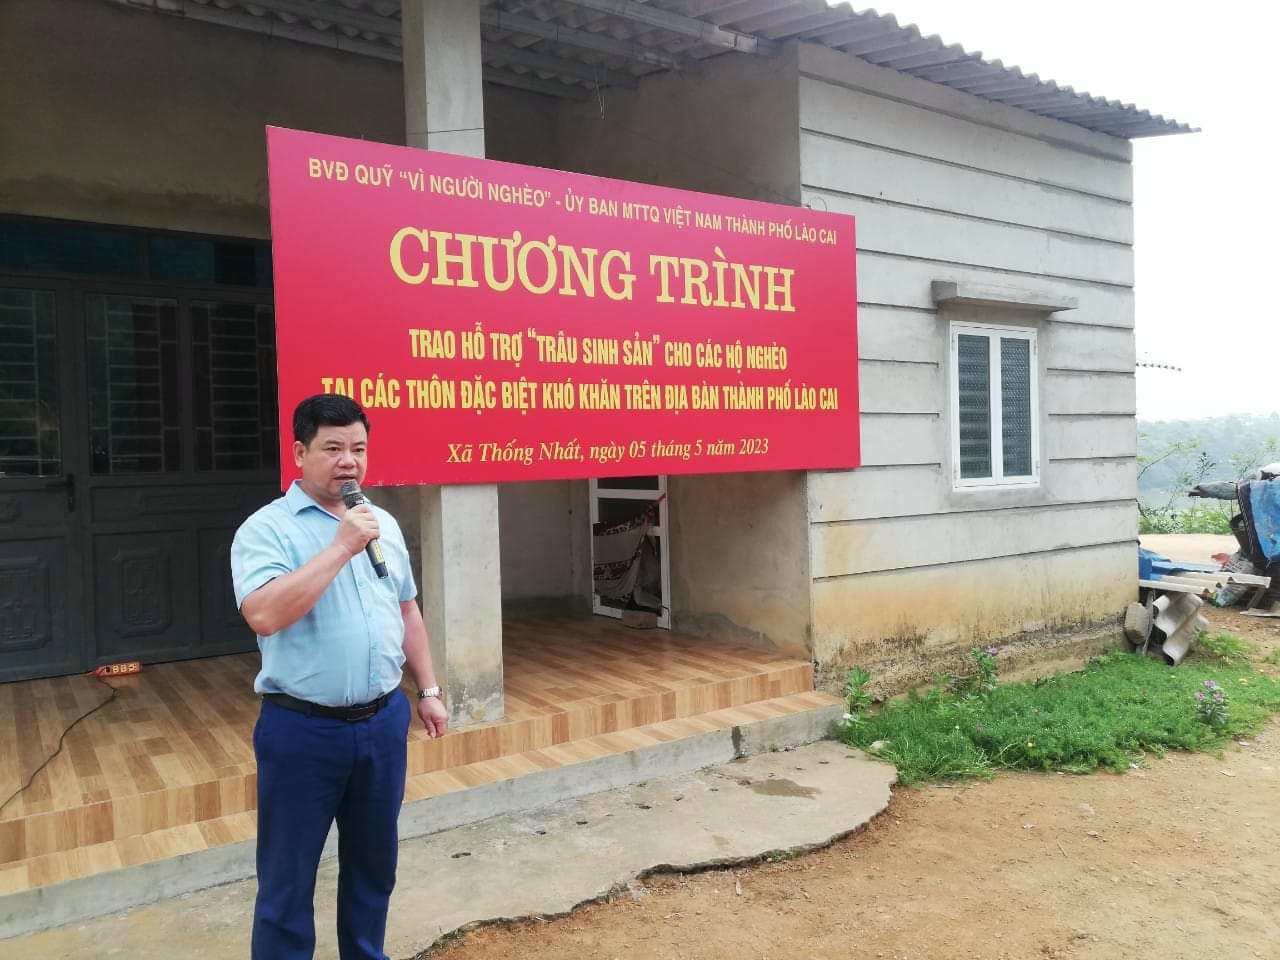 BVĐ QUỸ "VÌ NGƯỜI NGHÈO" - ỦY BAN MTTQ VIỆT NAM THÀNH PHỐ LÀO CAI
CHƯƠNG TRÌNH
TRAO HỖ TRỢ "TRÂU SINH SẢN" CHO CÁC HỘ NGHÈO
TẠI CÁC THÔN ĐẶC BIỆT KHÓ KHĂN TRÊN ĐỊA BÀN THÀNH PHỐ LÀO CAI
Xã Thống Nhất, ngày 05 tháng 5 năm 2023